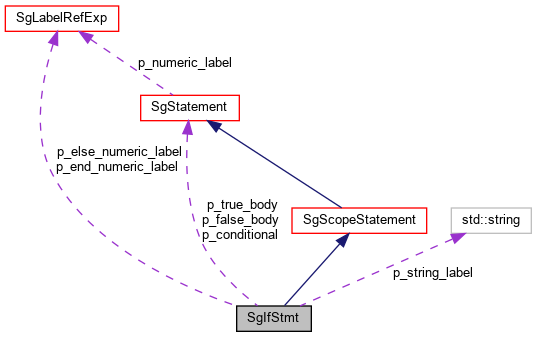 SgLabelRefExp
p_numeric_label
SgStatement
p_else_numeric_label
p_end_numeric_label
p_true_body
p_false_body
p_conditional
SgScopeStatement
std::string
p_string_label
SgIfStmt